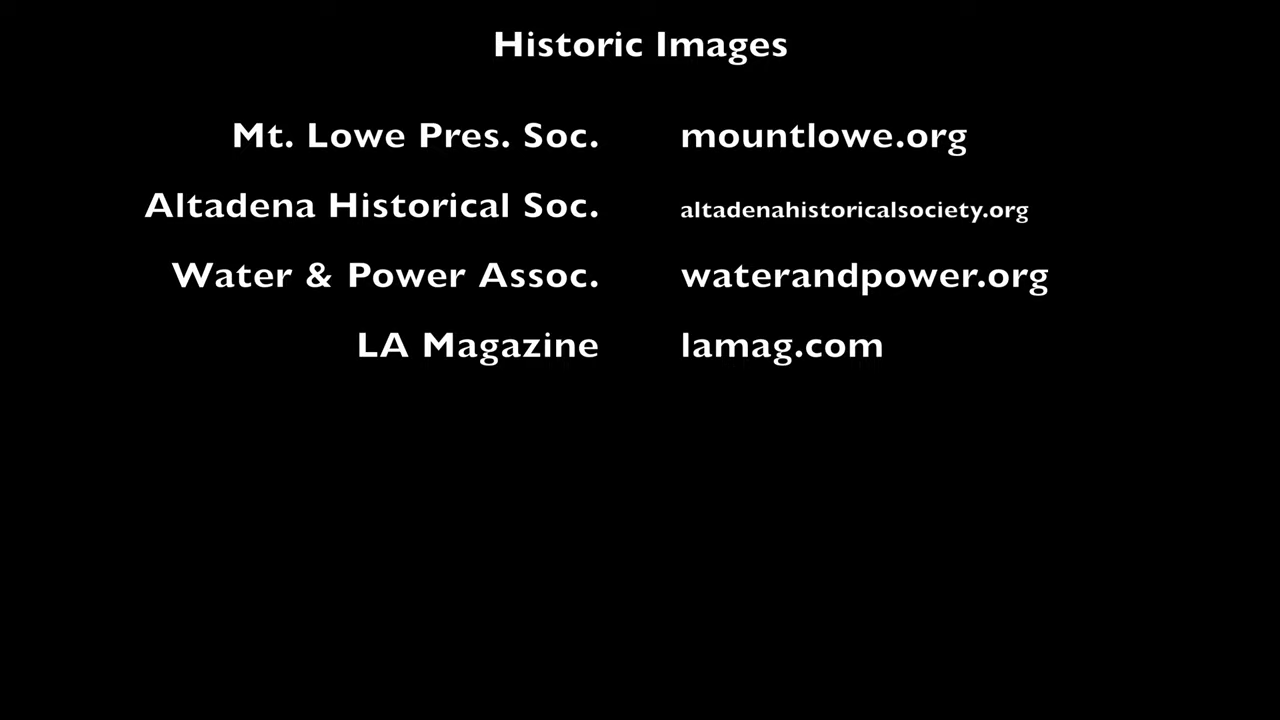 Historic Images
Mt. Lowe Pres. Soc. mountlowe.org
Altadena Historical Soc. altadenahistoricalsociety.org
Water & Power Assoc. waterandpower.org
LA Magazine lamag.com